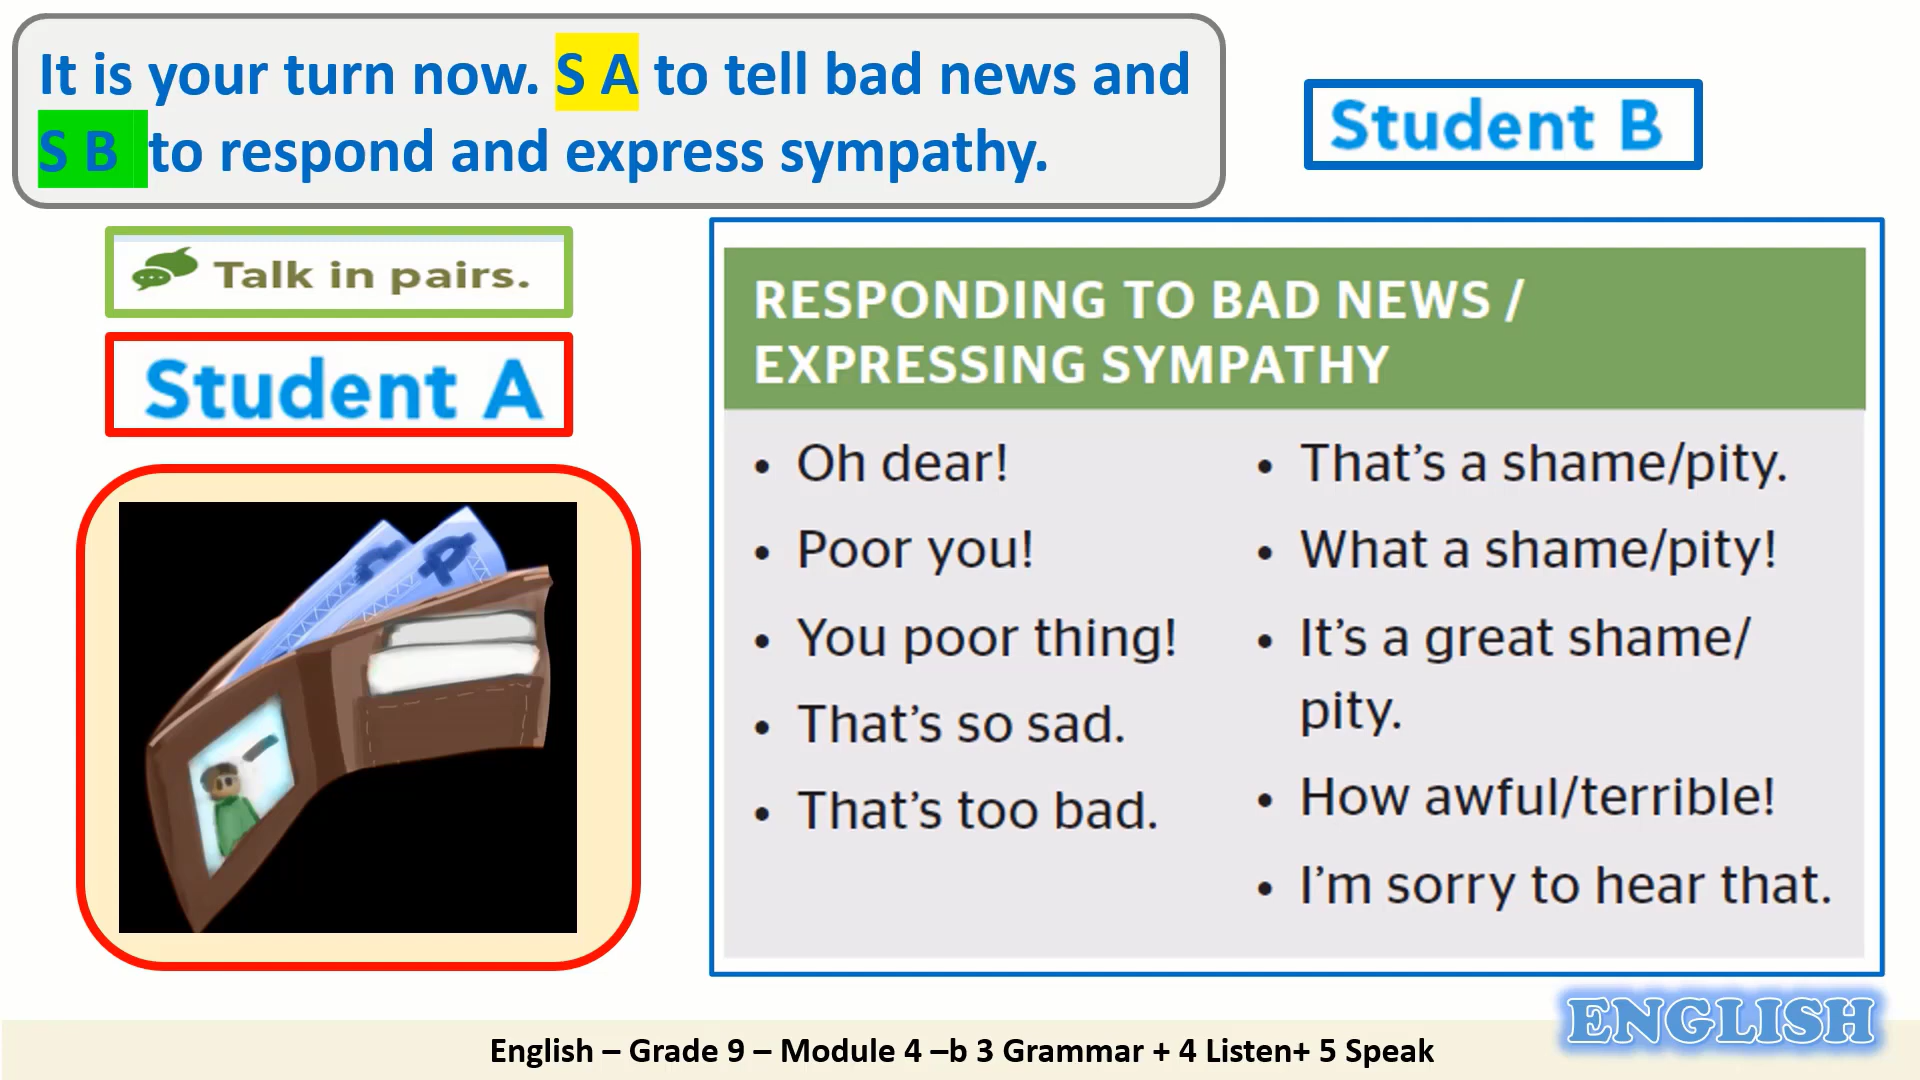 It is your turn now. S A to tell bad news and
S B to respond and express sympathy.
Student B
Talk in pairs.
Student A
RESPONDING TO BAD NEWS /
EXPRESSING SYMPATHY
• Oh dear!
• Poor you!
• You poor thing!
• That's so sad.
• That's too bad.
• That's a shame/pity.
• What a shame/pity!
• It's a great shame/
pity.
• How awful/terrible!
• I'm sorry to hear that.
ENGLISH
English – Grade 9 – Module 4 –b 3 Grammar + 4 Listen+ 5 Speak